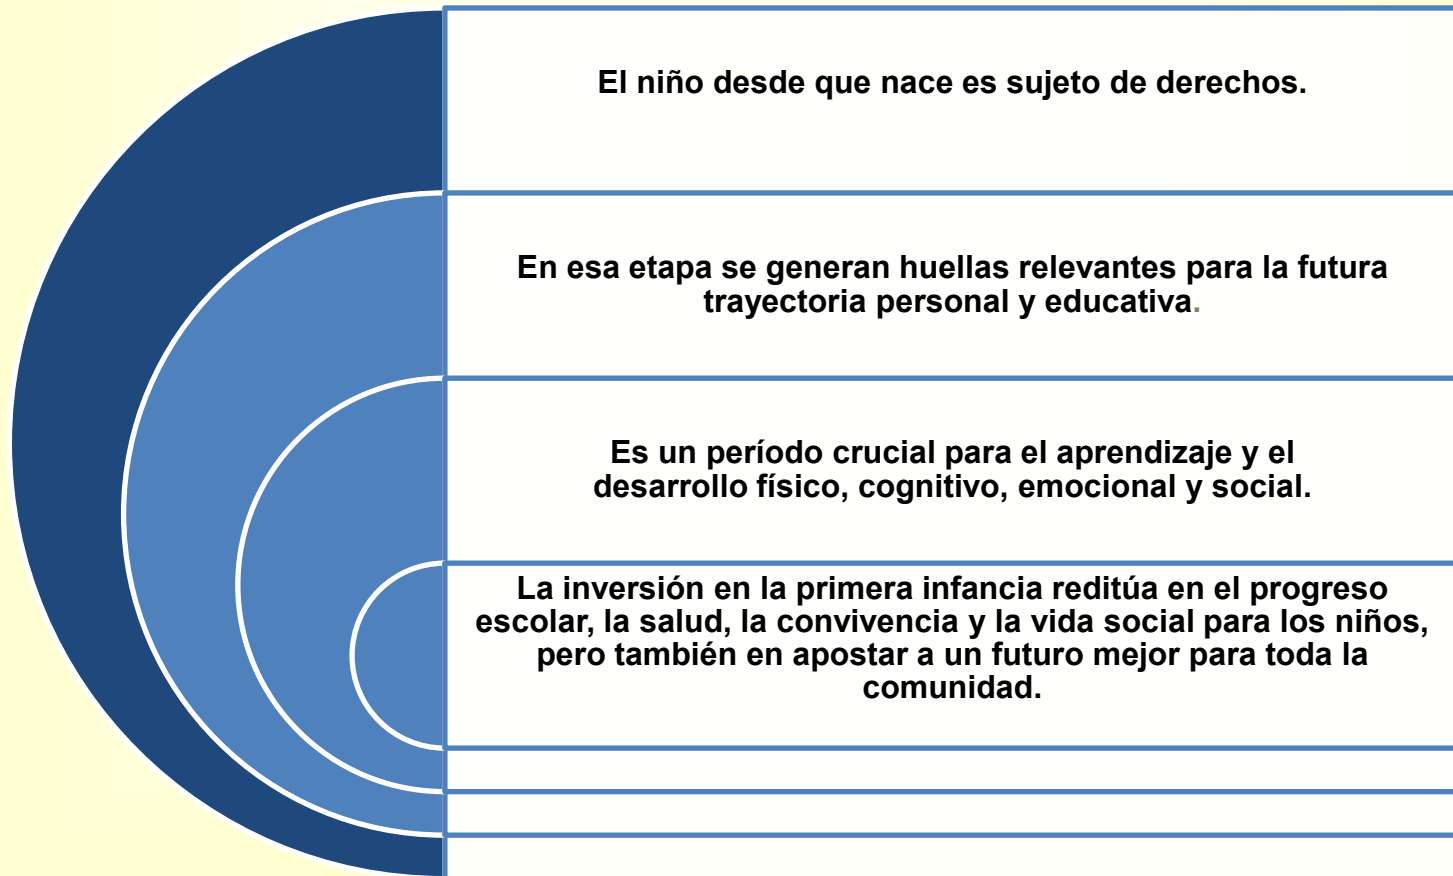 El niño desde que nace es sujeto de derechos.
En esa etapa se generan huellas relevantes para la futura
trayectoria personal y educativa.
Es un período crucial para el aprendizaje y el
desarrollo físico, cognitivo, emocional y social.
La inversión en la primera infancia reditúa en el progreso
escolar, la salud, la convivencia y la vida social para los niños,
pero también en apostar a un futuro mejor para toda la
comunidad.